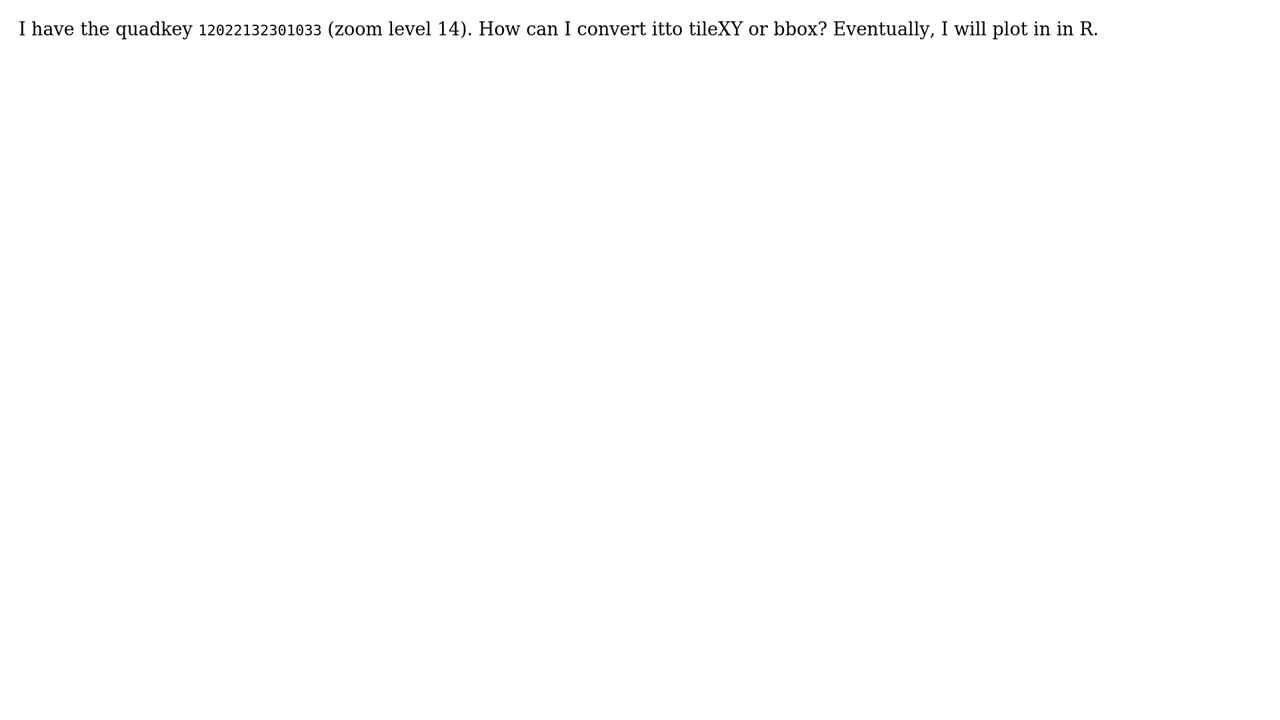 I have the quadkey 12022132301033 (zoom level 14). How can I convert itto tileXY or bbox? Eventually, I will plot in in R.